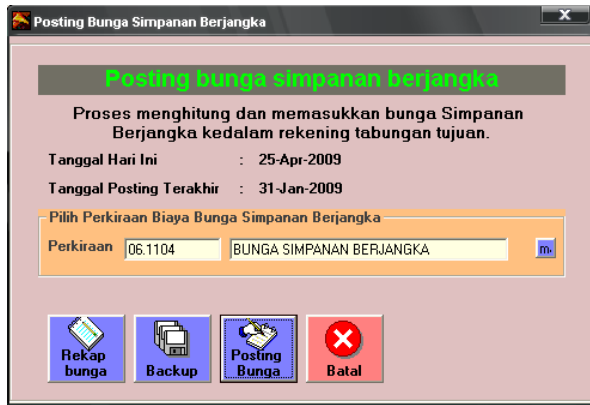 Posting Bunga Simpanan Berjangka
x
Posting bunga simpanan berjangka
Proses menghitung dan memasukkan bunga Simpanan
Berjangka kedalam rekening tabungan tujuan.
Tanggal Hari Ini : 25-Apr-2009
Tanggal Posting Terakhir : 31-Jan-2009
Pilih Perkiraan Biaya Bunga Simpanan Berjangka
Perkiraan 06.1104 BUNGA SIMPANAN BERJANGKA
Rekap
bunga
Backup
Posting
Bunga
Batal